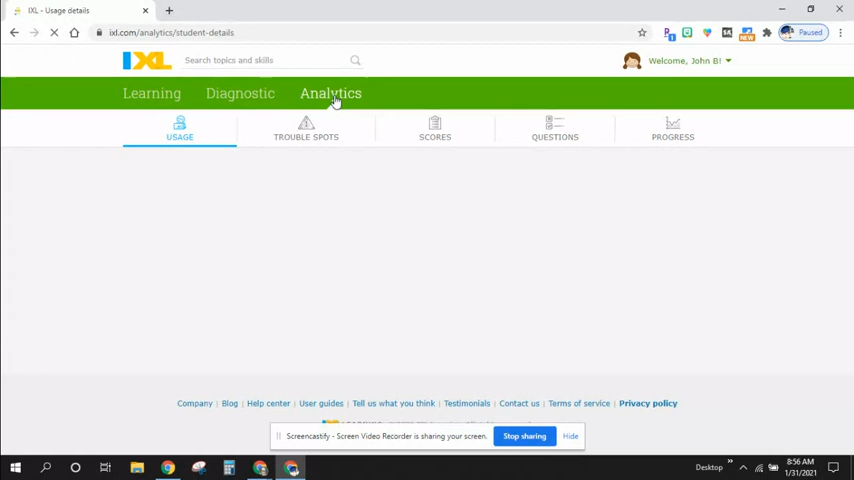 IXL - Usage details
ixl.com/analytics/student-details
Paused
NEW
IXL
Search topics and skills
Welcome, John B!
Learning
Diagnostic
Analytics
USAGE
TROUBLE SPOTS
SCORES
QUESTIONS
PROGRESS
Company | Blog | Help center | User guides | Tell us what you think | Testimonials | Contact us | Terms of service | Privacy policy
Screencastify - Screen Video Recorder is sharing your screen.
Stop sharing
Hide
Desktop
8:56 AM
1/31/2021